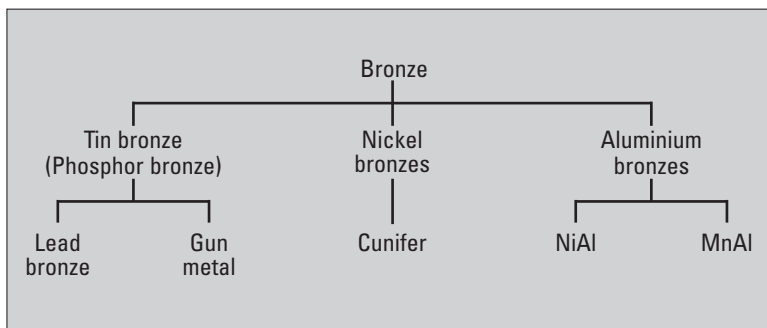 Bronze
Tin bronze
(Phosphor bronze)
Nickel
bronzes
Aluminium
bronzes
Lead
bronze
Gun
metal
Cunifer
NiAl
MnAl